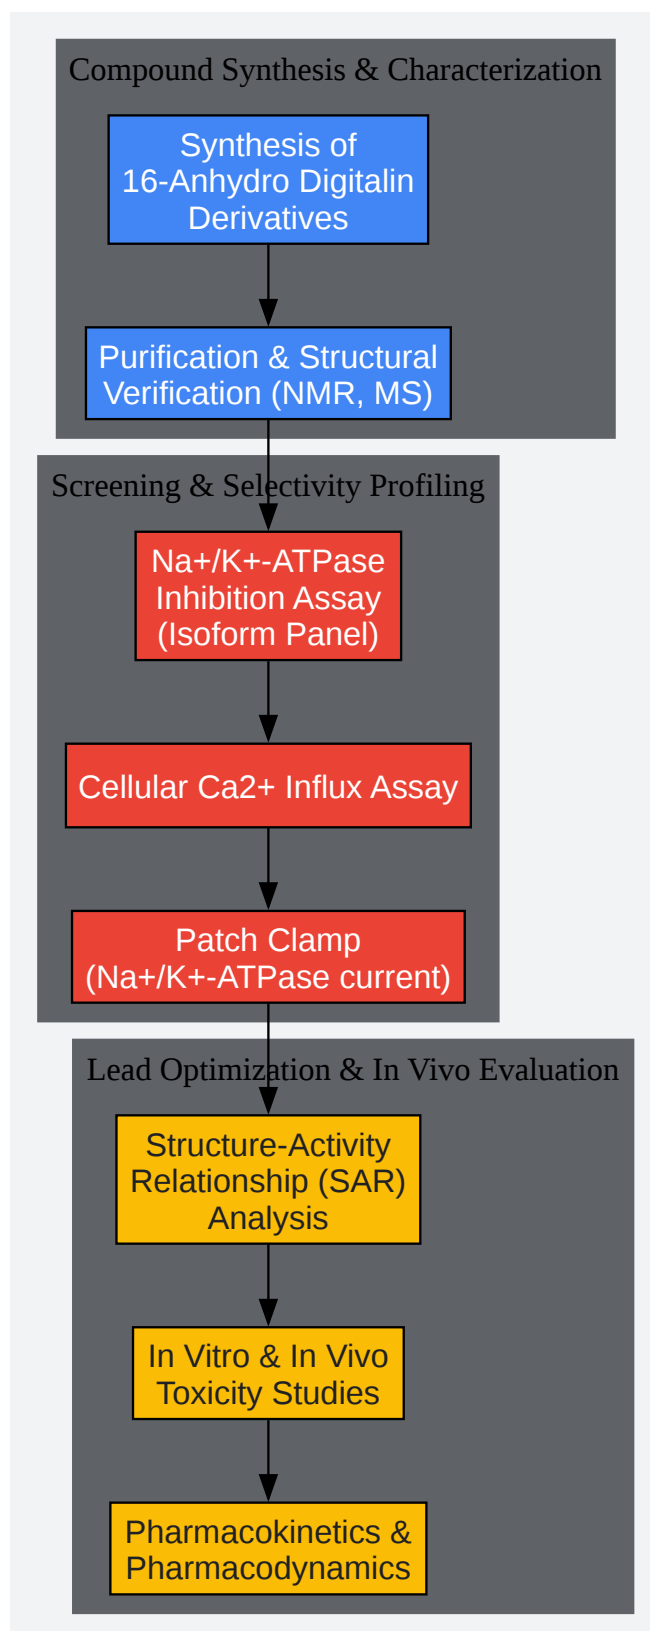 Compound Synthesis & Characterization
Synthesis of
16-Anhydro Digitalin
Derivatives
Purification & Structural
Verification (NMR, MS)
Screening & Selectivity Profiling
Na+/K+-ATPase
Inhibition Assay
(Isoform Panel)
Cellular Ca2+ Influx Assay
Patch Clamp
(Na+/K+-ATPase current)
Lead Optimization & In Vivo Evaluation
Structure-Activity
Relationship (SAR)
Analysis
In Vitro & In Vivo
Toxicity Studies
Pharmacokinetics &
Pharmacodynamics